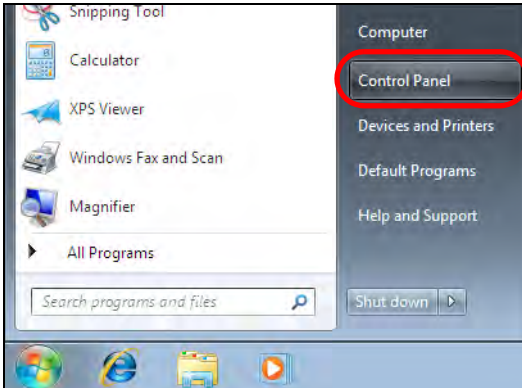 Snipping Tool
Calculator
XPS Viewer
Windows Fax and Scan
Magnifier
All Programs
Search programs and files
Computer
Control Panel
Devices and Printers
Default Programs
Help and Support
Shut down